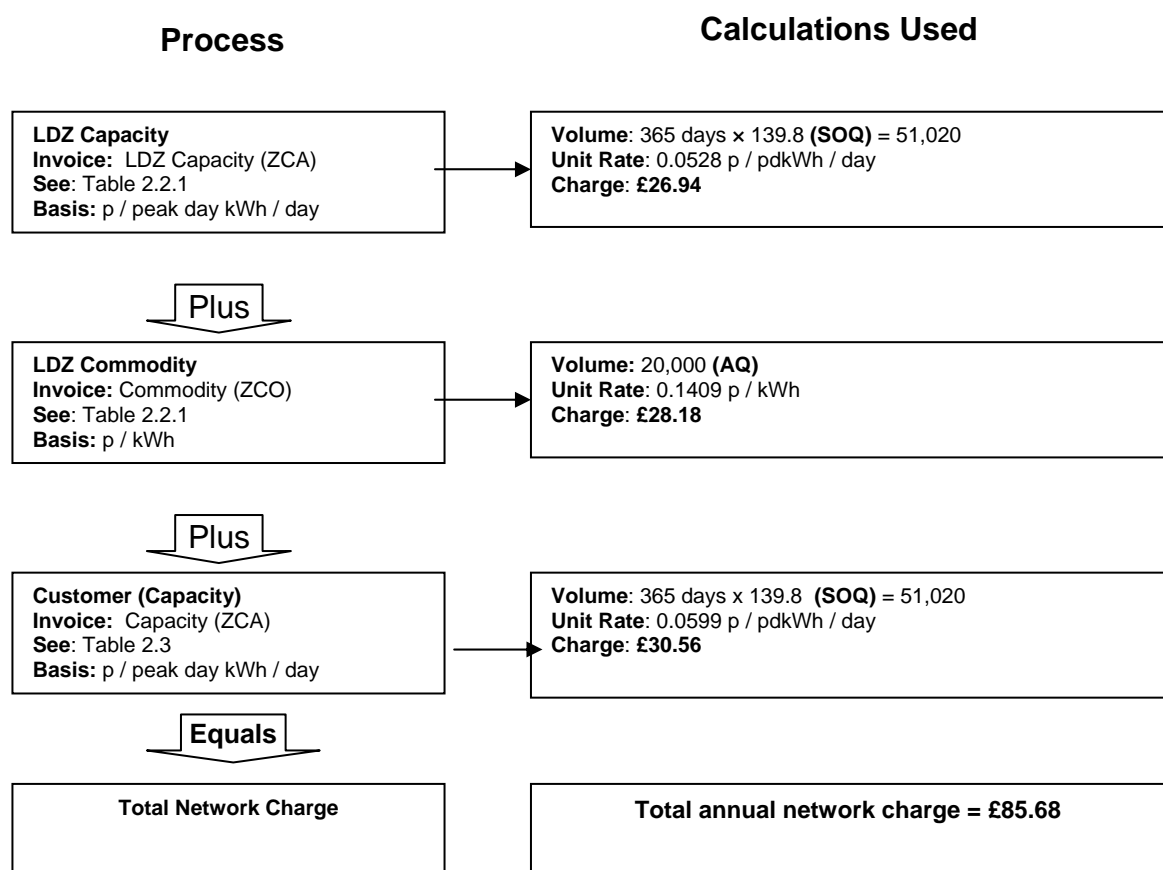 Process
Calculations Used
LDZ Capacity
Invoice: LDZ Capacity (ZCA)
See: Table 2.2.1
Basis: p / peak day kWh / day
Volume: 365 days × 139.8 (SOQ) = 51,020
Unit Rate: 0.0528 p / pdkWh / day
Charge: £26.94
Plus
LDZ Commodity
Invoice: Commodity (ZCO)
See: Table 2.2.1
Basis: p / kWh
Volume: 20,000 (AQ)
Unit Rate: 0.1409 p / kWh
Charge: £28.18
Plus
Customer (Capacity)
Invoice: Capacity (ZCA)
See: Table 2.3
Basis: p / peak day kWh / day
Volume: 365 days x 139.8 (SOQ) = 51,020
Unit Rate: 0.0599 p / pdkWh / day
Charge: £30.56
Equals
Total Network Charge
Total annual network charge = £85.68